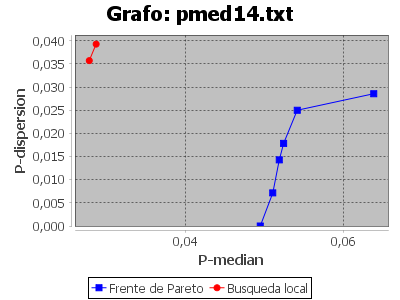 Grafo: pmed14.txt
P-dispersion
0,040
0,035
0,030
0,025
0,020
0,015
0,010
0,005
0,000
0,04 0,06
P-median
Frente de Pareto Busqueda local